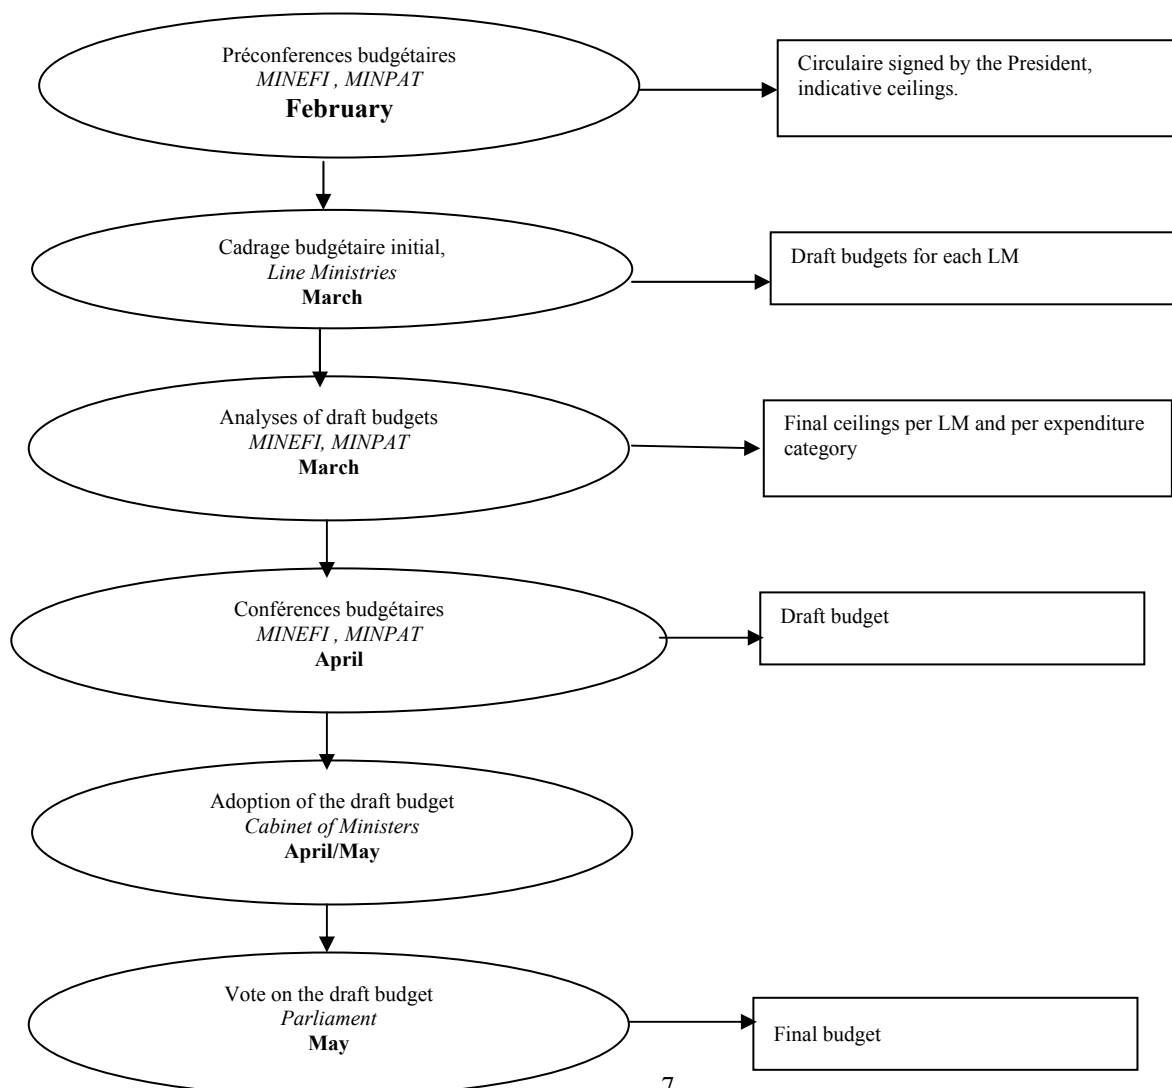 Préconferences budgétaires
MINEFI , MINPAT
February
Circulaire signed by the President,
indicative ceilings.
Cadrage budgétaire initial,
Line Ministries
March
Draft budgets for each LM
Analyses of draft budgets
MINEFI, MINPAT
March
Final ceilings per LM and per expenditure
category
Conférences budgétaires
MINEFI , MINPAT
April
Draft budget
Adoption of the draft budget
Cabinet of Ministers
April/May
Vote on the draft budget
Parliament
May
Final budget
7